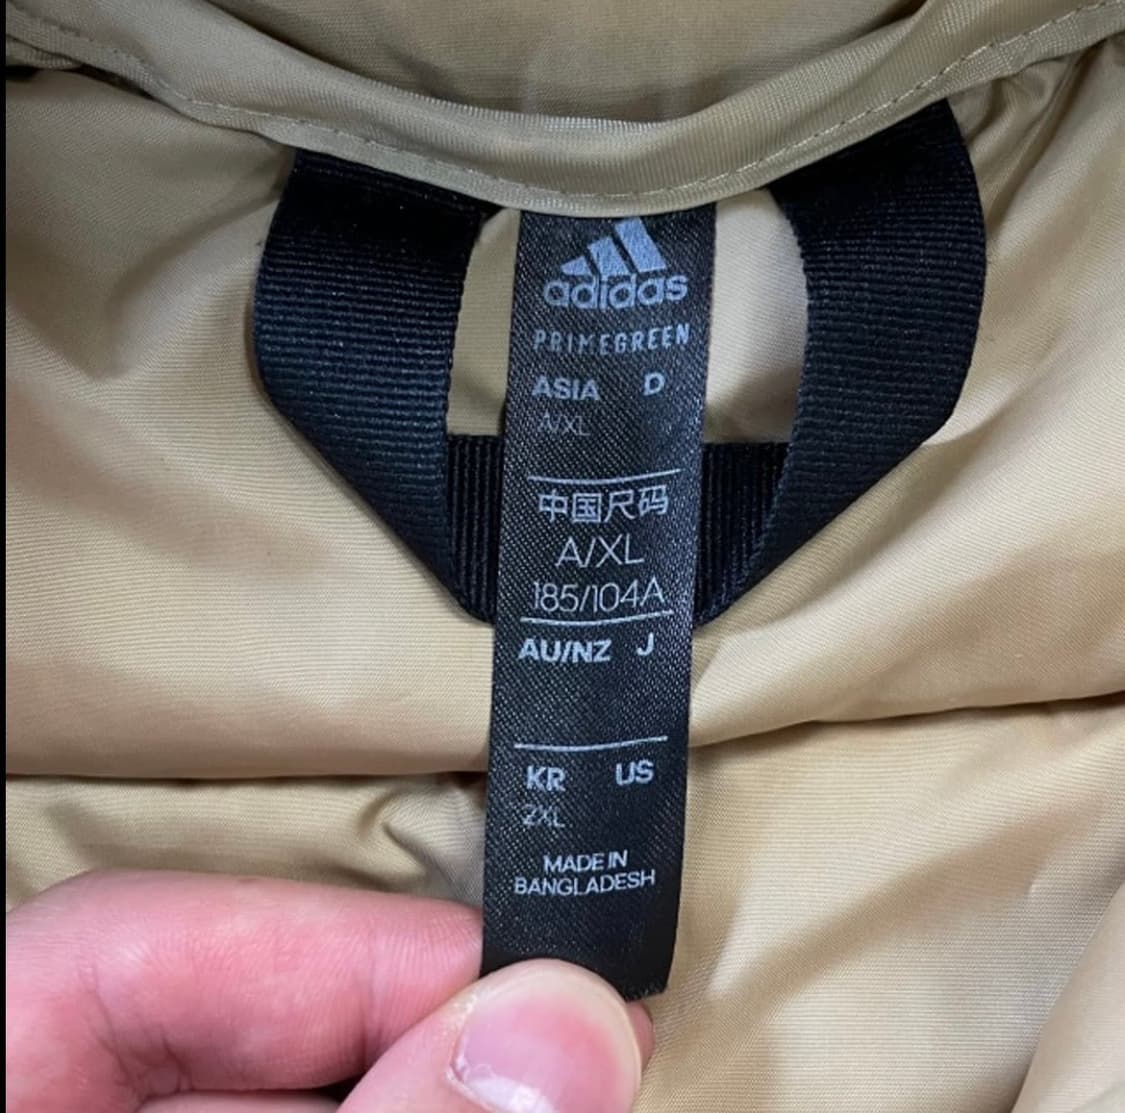 adidas
PRIMEGREEN
ASIA D
A/XL
中国尺码
A/XL
185/104A
AU/NZ J
KR US
2XL
MADE IN
BANGLADESH